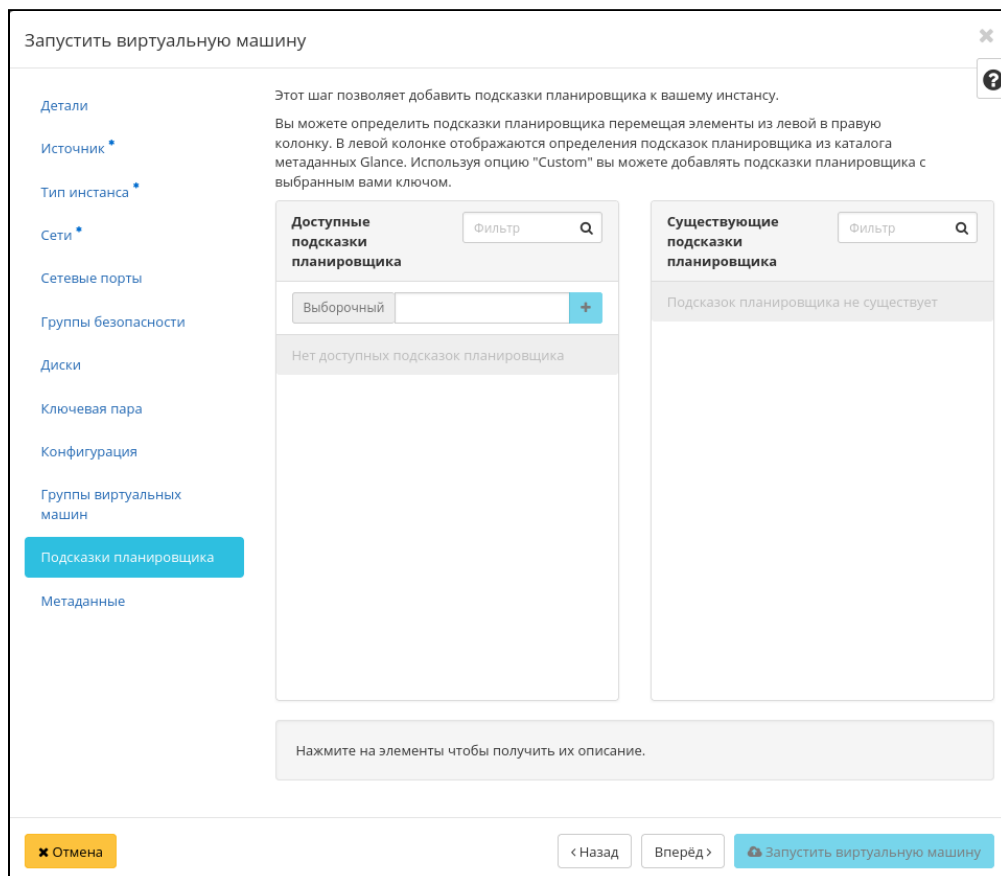 Запустить виртуальную машину
Детали
Источник *
Тип инстанса *
Сети *
Сетевые порты
Группы безопасности
Диски
Ключевая пара
Конфигурация
Группы виртуальных
машин
Подсказки планировщика
Метаданные
Этот шаг позволяет добавить подсказки планировщика к вашему инстансу.
Вы можете определить подсказки планировщика перемещая элементы из левой в правую
колонку. В левой колонке отображаются определения подсказок планировщика из каталога
метаданных Glance. Используя опцию "Custom" вы можете добавлять подсказки планировщика с
выбранным вами ключом.
Доступные
подсказки
планировщика
Фильтр
Выборочный
Нет доступных подсказок планировщика
Существующие
подсказки
планировщика
Фильтр
Подсказок планировщика не существует
Нажмите на элементы чтобы получить их описание.
✖ Отмена
‹ Назад
Вперёд ›
Запустить виртуальную машину